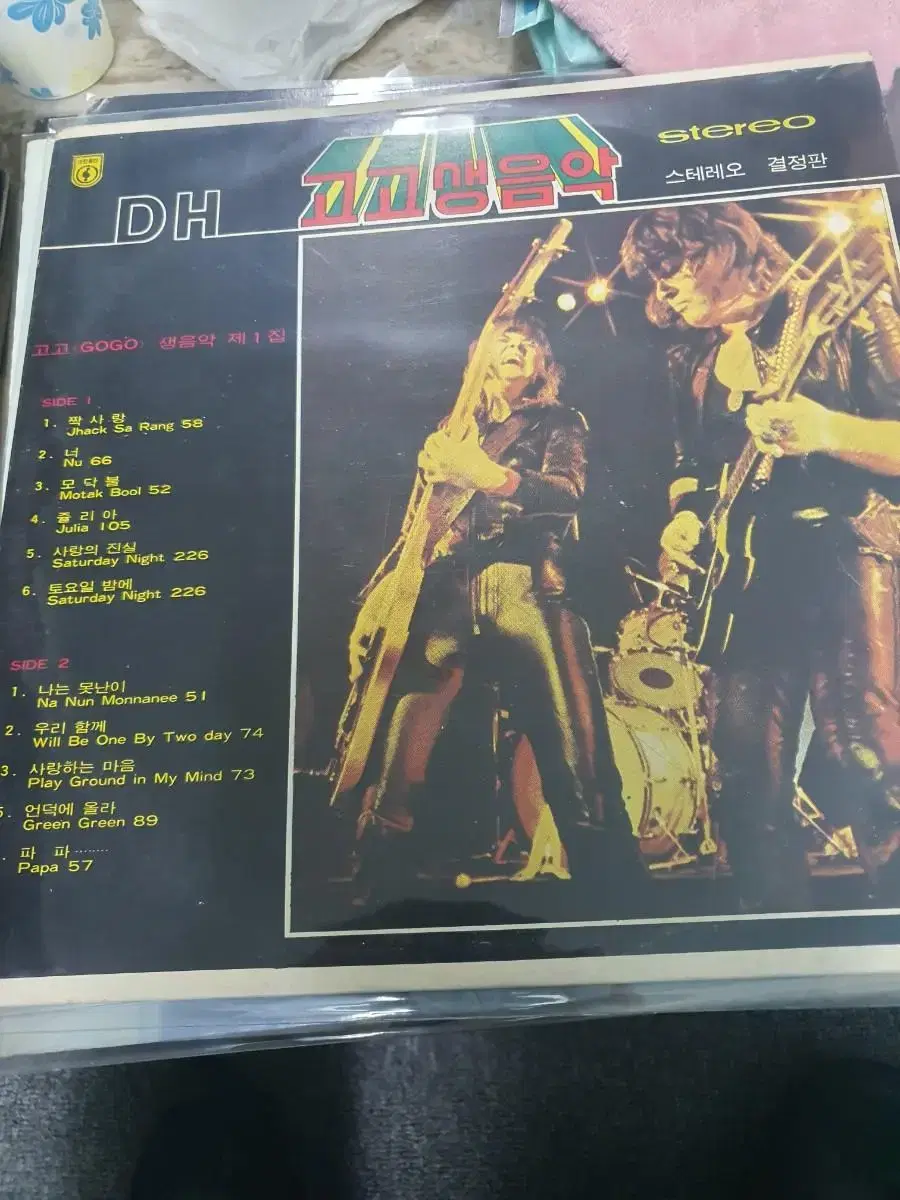 DH
고고생음악
stereo
스테레오 결정판
고고〈GOGO〉 생음악 제1집
SIDE 1
1. 짝사랑
Jhack Sa Rang 58
2. 너
Nu 66
3. 모닥불
Motak Bool 52
4. 쥴리아
Julia 105
5. 사랑의 진실
Saturday Night 226
6. 토요일 밤에
Saturday Night 226
SIDE 2
1. 나는 못난이
Na Nun Monnanee 51
2. 우리 함께
Will Be One By Two day 74
3. 사랑하는 마음
Play Ground in My Mind 73
5. 언덕에 올라
Green Green 89
. 파 파········
Papa 57